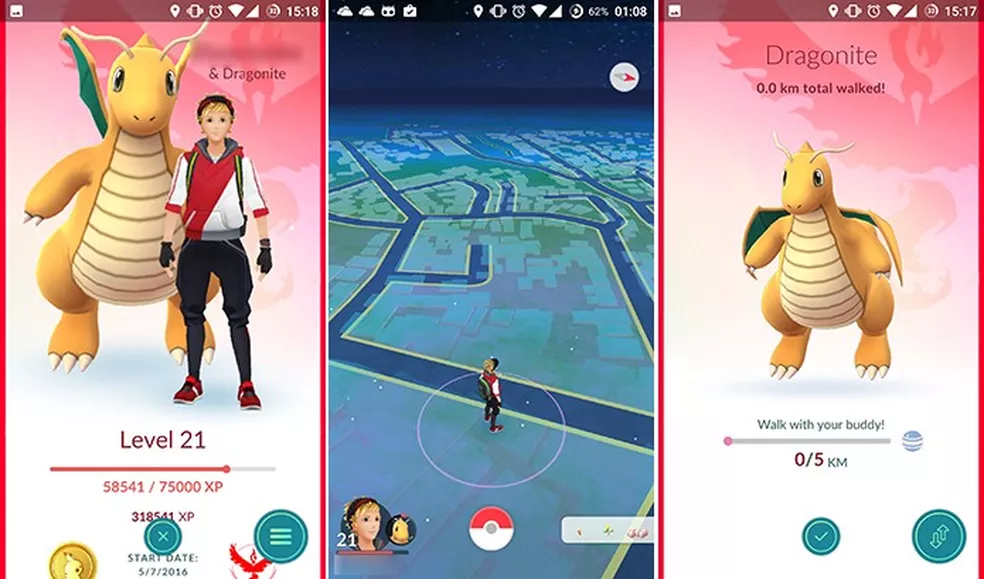 15:18
& Dragonite
Level 21
58541 / 75000 XP
318541 XP
START DATE:
5/7/2016
62% 01:08
21
15:17
Dragonite
0.0 km total walked!
Walk with your buddy!
0/5 KM